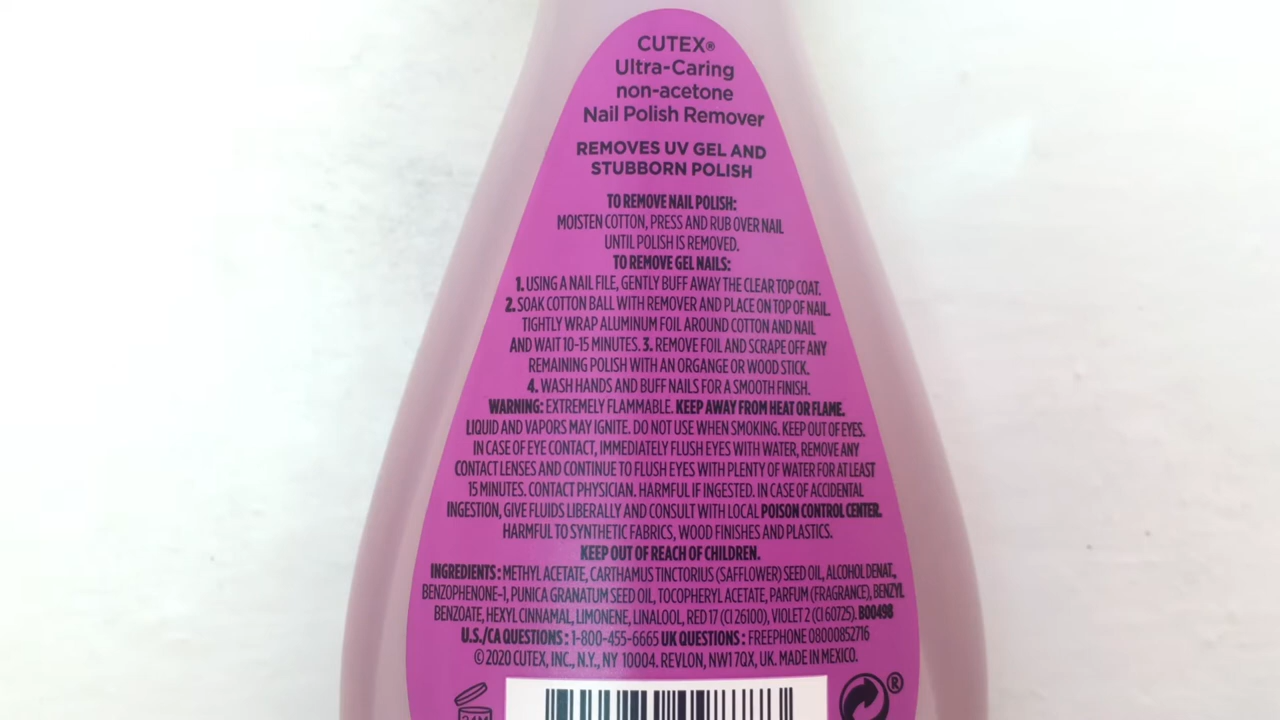 CUTEX®
Ultra-Caring
non-acetone
Nail Polish Remover
REMOVES UV GEL AND
STUBBORN POLISH
TO REMOVE NAIL POLISH:
MOISTEN COTTON, PRESS AND RUB OVER NAIL
UNTIL POLISH IS REMOVED.
TO REMOVE GEL NAILS:
1. USING A NAIL FILE, GENTLY BUFF AWAY THE CLEAR TOP COAT.
2. SOAK COTTON BALL WITH REMOVER AND PLACE ON TOP OF NAIL.
TIGHTLY WRAP ALUMINUM FOIL AROUND COTTON AND NAIL
AND WAIT 10-15 MINUTES. 3. REMOVE FOIL AND SCRAPE OFF ANY
REMAINING POLISH WITH AN ORGANGE OR WOOD STICK.
4. WASH HANDS AND BUFF NAILS FOR A SMOOTH FINISH.
WARNING: EXTREMELY FLAMMABLE. KEEP AWAY FROM HEAT OR FLAME.
LIQUID AND VAPORS MAY IGNITE. DO NOT USE WHEN SMOKING. KEEP OUT OF EYES.
IN CASE OF EYE CONTACT, IMMEDIATELY FLUSH EYES WITH WATER, REMOVE ANY
CONTACT LENSES AND CONTINUE TO FLUSH EYES WITH PLENTY OF WATER FOR AT LEAST
15 MINUTES. CONTACT PHYSICIAN. HARMFUL IF INGESTED. IN CASE OF ACCIDENTAL
INGESTION, GIVE FLUIDS LIBERALLY AND CONSULT WITH LOCAL POISON CONTROL CENTER.
HARMFUL TO SYNTHETIC FABRICS, WOOD FINISHES AND PLASTICS.
KEEP OUT OF REACH OF CHILDREN.
INGREDIENTS: METHYL ACETATE, CARTHAMUS TINCTORIUS (SAFFLOWER) SEED OIL, ALCOHOL DENAT.,
BENZOPHENONE-1, PUNICA GRANATUM SEED OIL, TOCOPHERYL ACETATE, PARFUM (FRAGRANCE), BENZYL
BENZOATE, HEXYL CINNAMAL, LIMONENE, LINALOOL, RED 17 (CI 26100), VIOLET 2 (CI 60725). B00498
U.S./CA QUESTIONS: 1-800-455-6665 UK QUESTIONS: FREEPHONE 08000852716
© 2020 CUTEX, INC., N.Y., NY 10004. REVLON, NW1 7QX, UK. MADE IN MEXICO.
24M
®